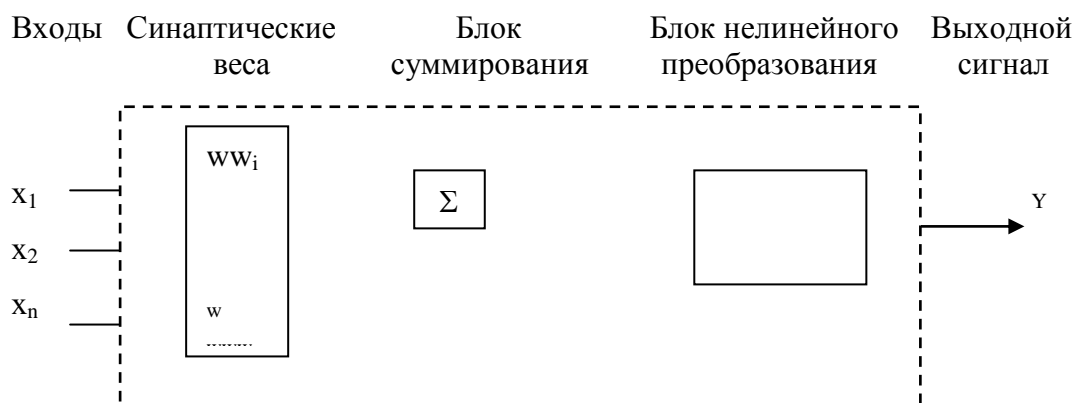 Входы Синаптические Блок Блок нелинейного Выходной
веса суммирования преобразования сигнал
wwᵢ
x₁ Σ Y
x₂
xₙ w